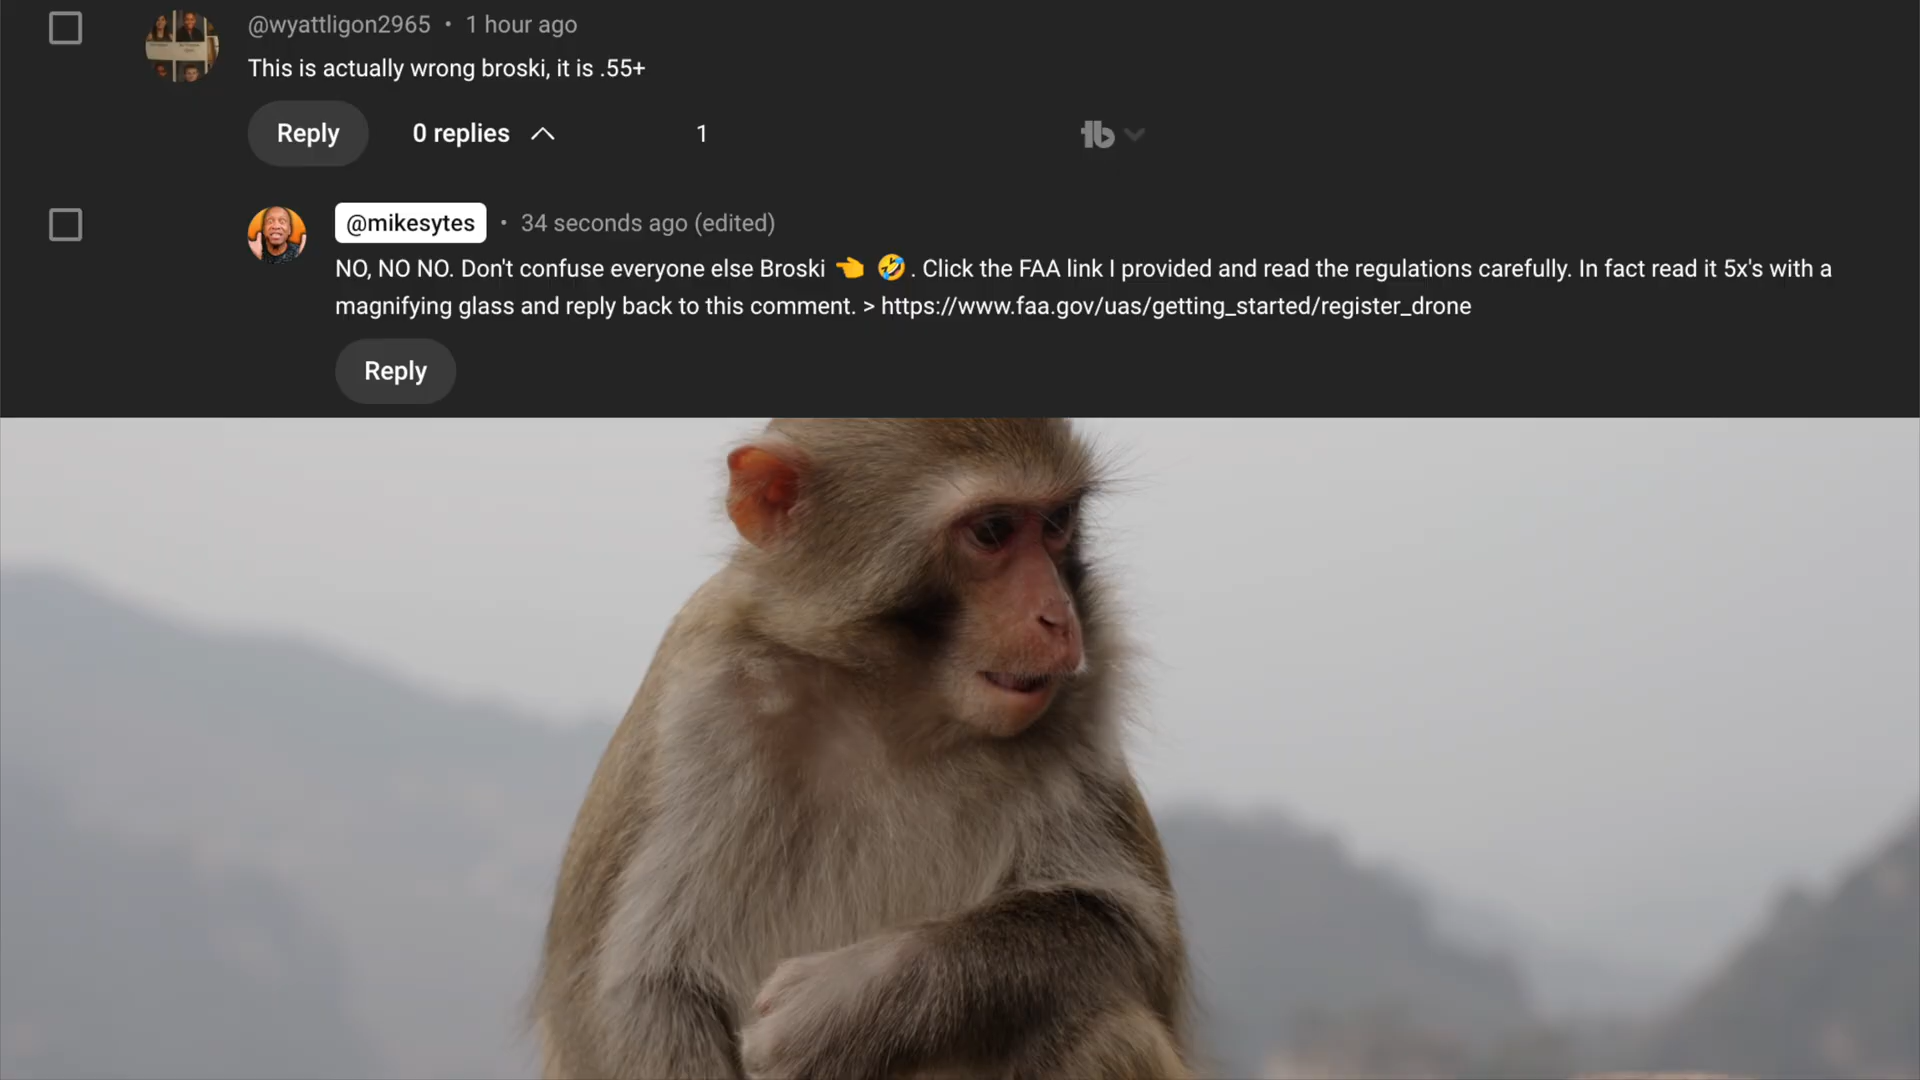 @wyattligon2965 • 1 hour ago
This is actually wrong broski, it is .55+
Reply 0 replies 1
@mikesytes • 34 seconds ago (edited)
NO, NO NO. Don't confuse everyone else Broski 👈 🤣 . Click the FAA link I provided and read the regulations carefully. In fact read it 5x's with a
magnifying glass and reply back to this comment. > https://www.faa.gov/uas/getting_started/register_drone
Reply